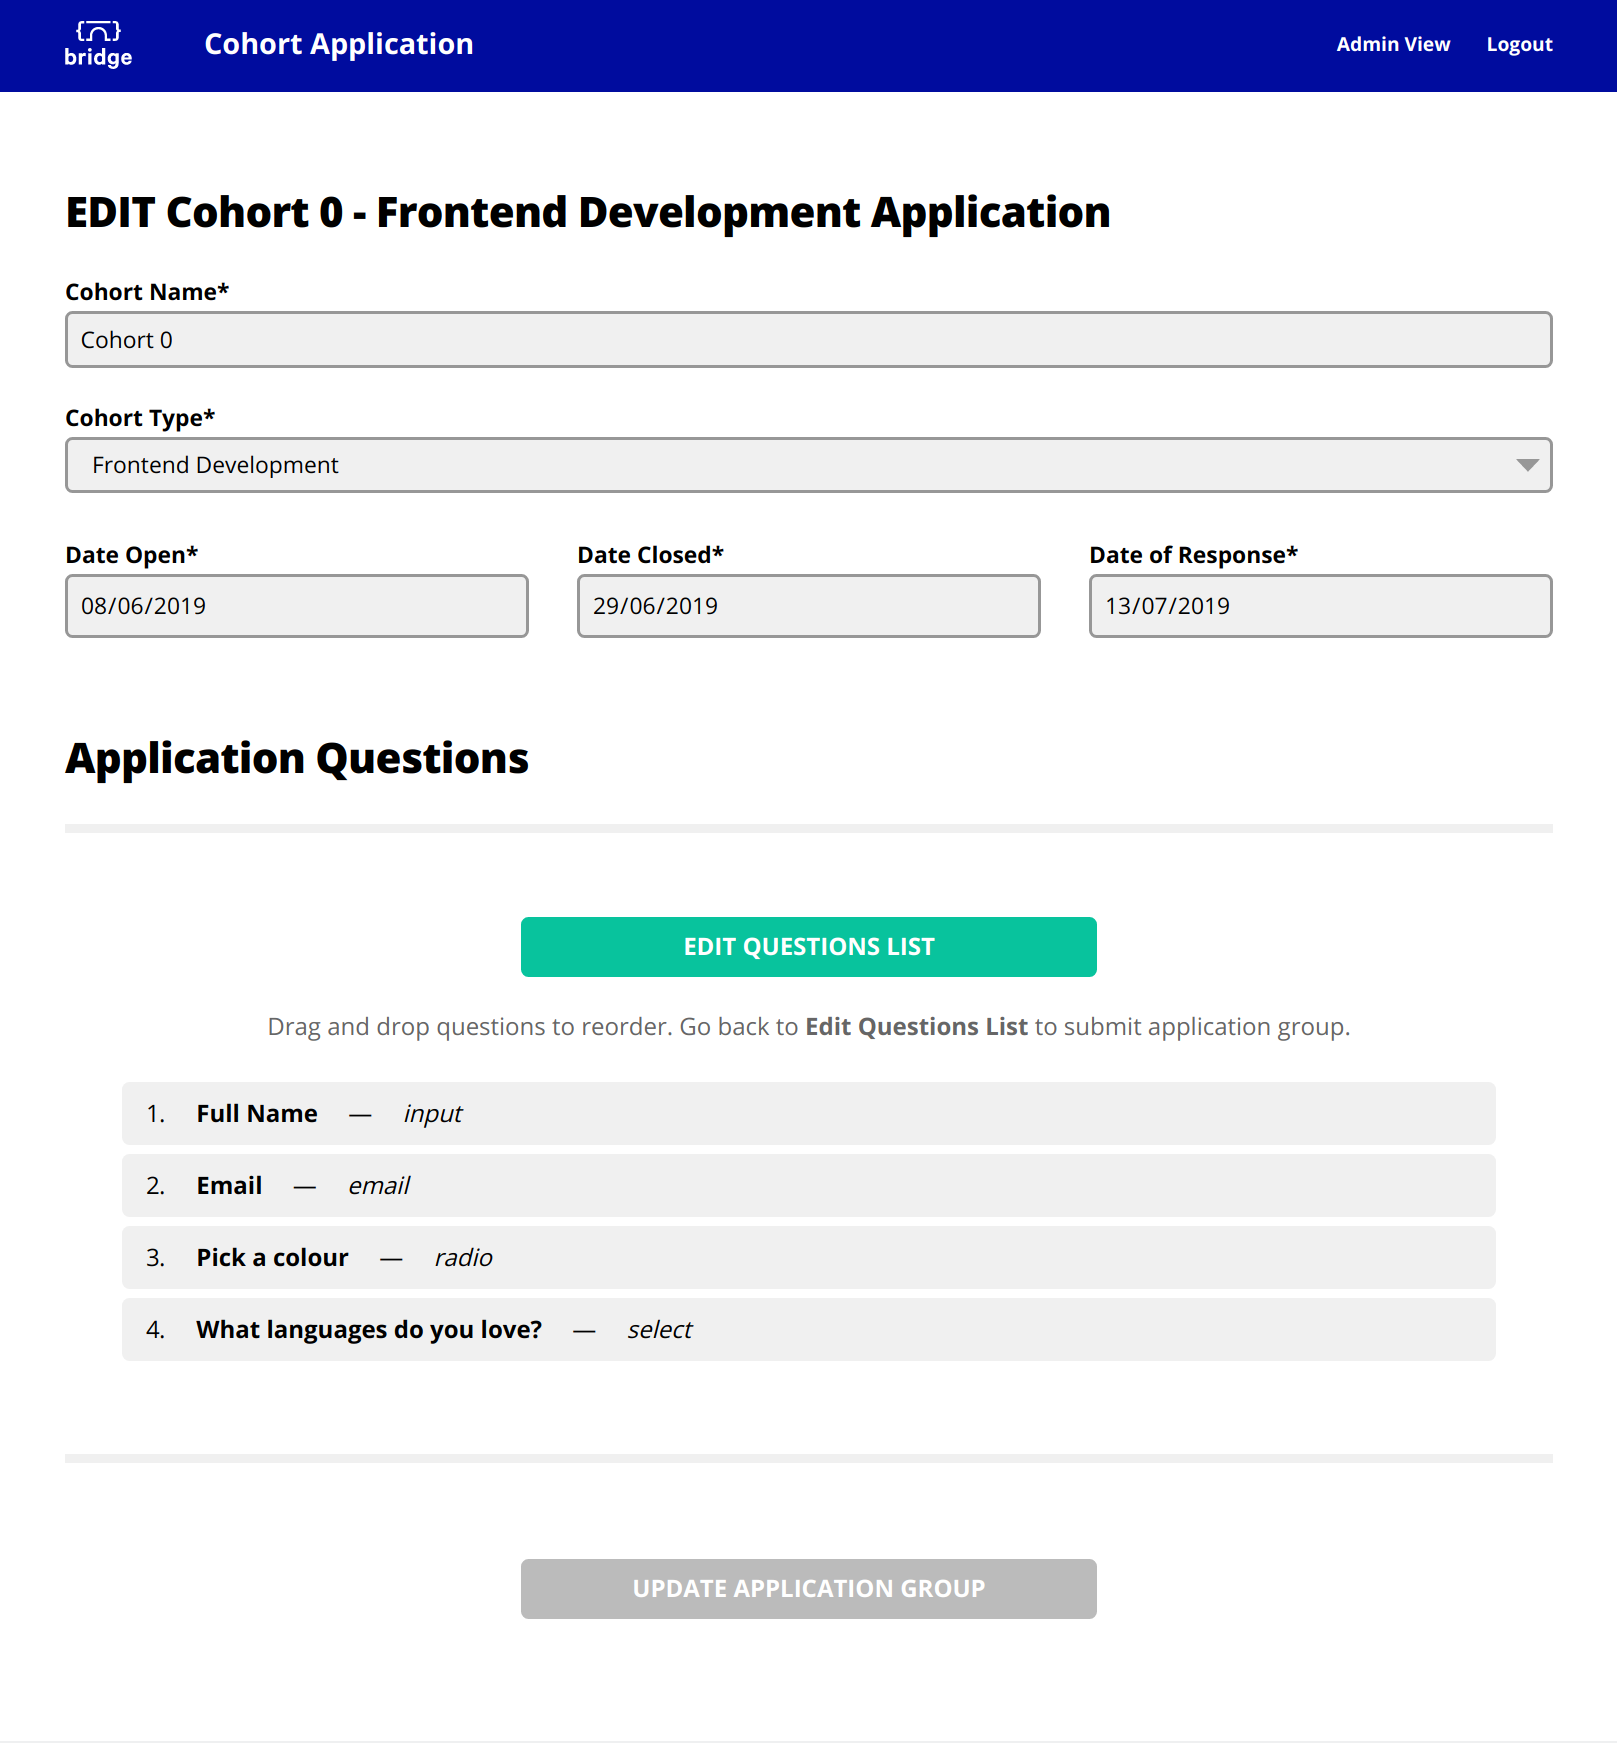 bridge
Cohort Application
Admin View
Logout
EDIT Cohort 0 - Frontend Development Application
Cohort Name*
Cohort 0
Cohort Type*
Frontend Development
Date Open*
Date Closed*
Date of Response*
08/06/2019
29/06/2019
13/07/2019
Application Questions
EDIT QUESTIONS LIST
Drag and drop questions to reorder. Go back to Edit Questions List to submit application group.
1. Full Name — input
2. Email — email
3. Pick a colour — radio
4. What languages do you love? — select
UPDATE APPLICATION GROUP